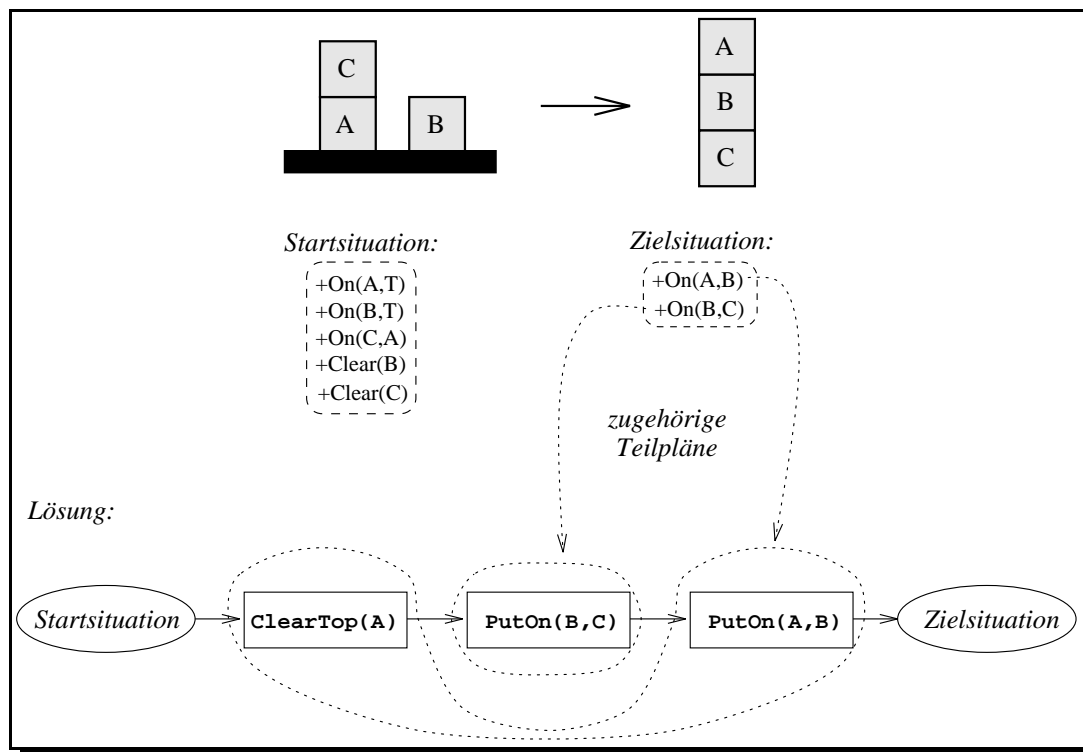 C
A
B
A
B
C
Startsituation:
+On(A,T)
+On(B,T)
+On(C,A)
+Clear(B)
+Clear(C)
Zielsituation:
+On(A,B)
+On(B,C)
zugehörige
Teilpläne
Lösung:
Startsituation ClearTop(A) PutOn(B,C) PutOn(A,B) Zielsituation